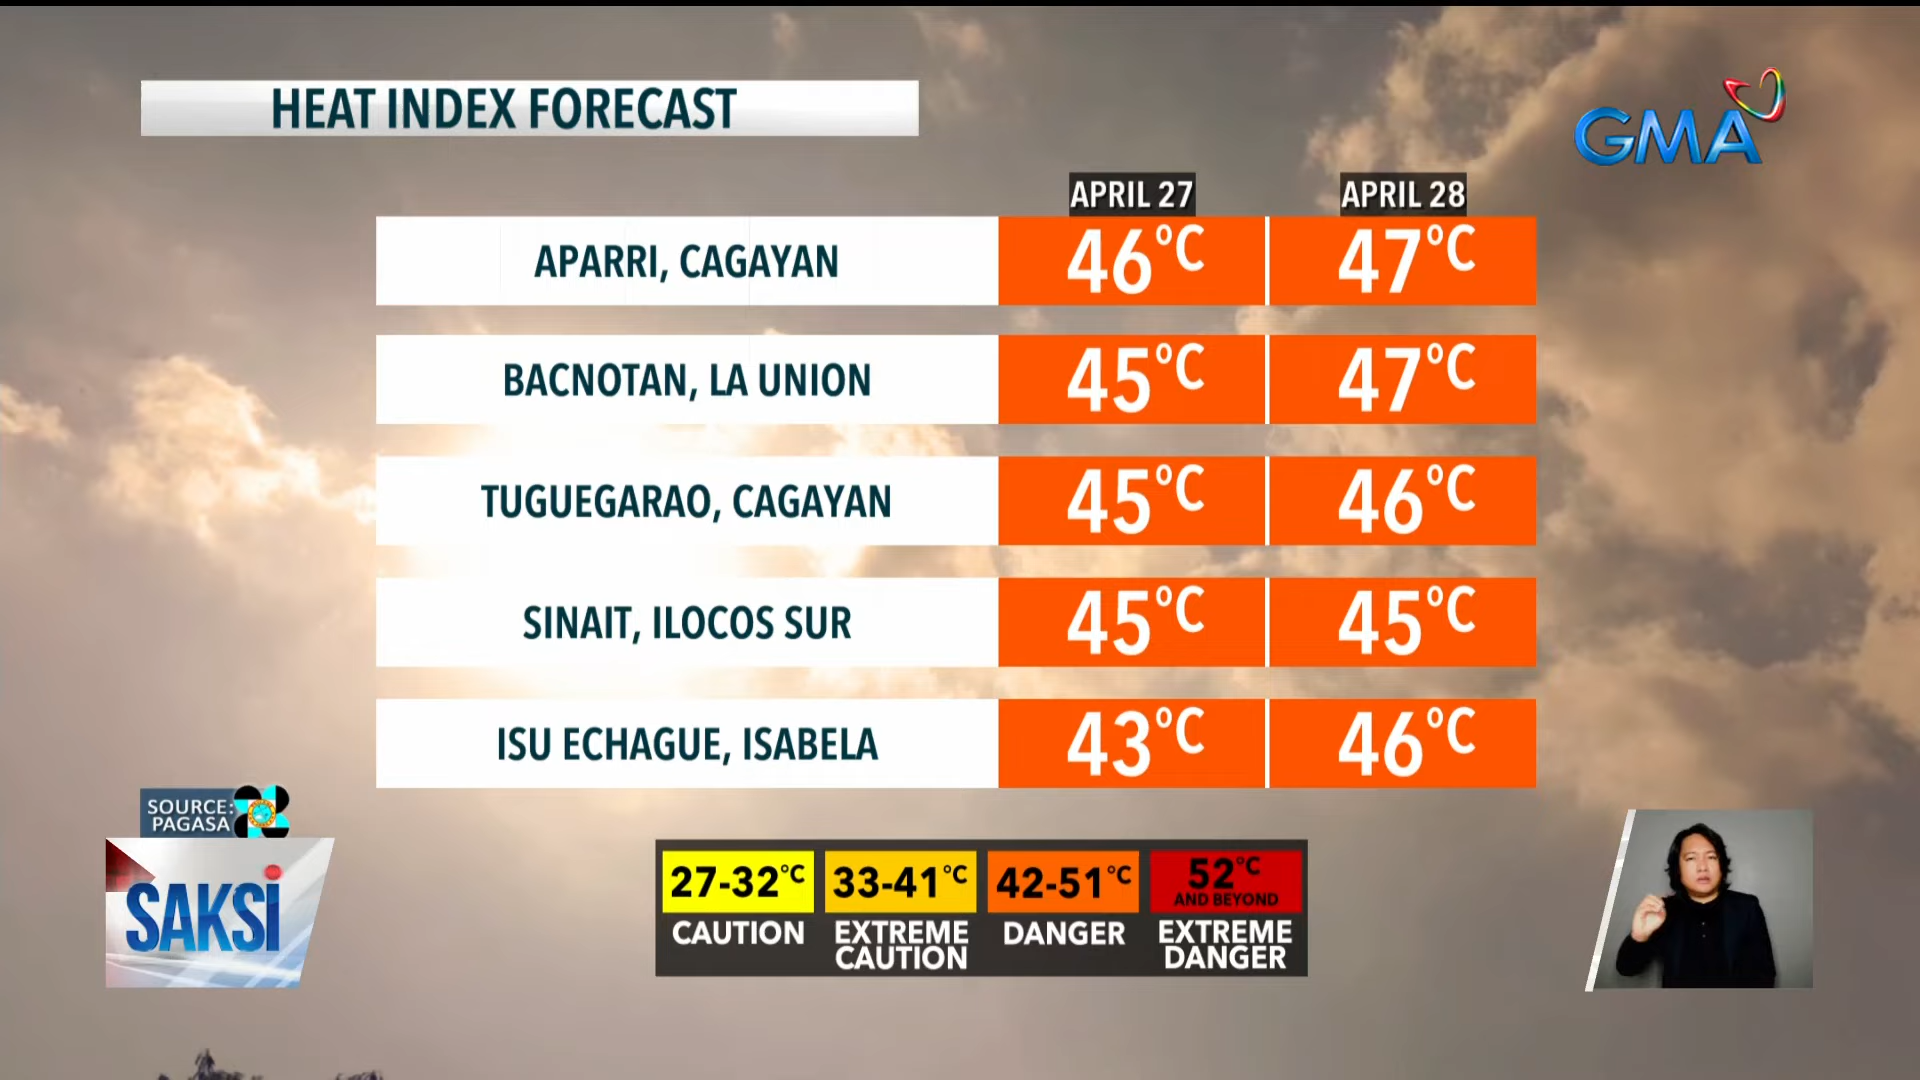 HEAT INDEX FORECAST
GMA
APRIL 27 APRIL 28
APARRI, CAGAYAN 46°C 47°C
BACNOTAN, LA UNION 45°C 47°C
TUGUEGARAO, CAGAYAN 45°C 46°C
SINAIT, ILOCOS SUR 45°C 45°C
ISU ECHAGUE, ISABELA 43°C 46°C
SOURCE:
PAGASA
SAKSI
27-32°C 33-41°C 42-51°C 52°C
AND BEYOND
CAUTION EXTREME DANGER EXTREME
CAUTION DANGER